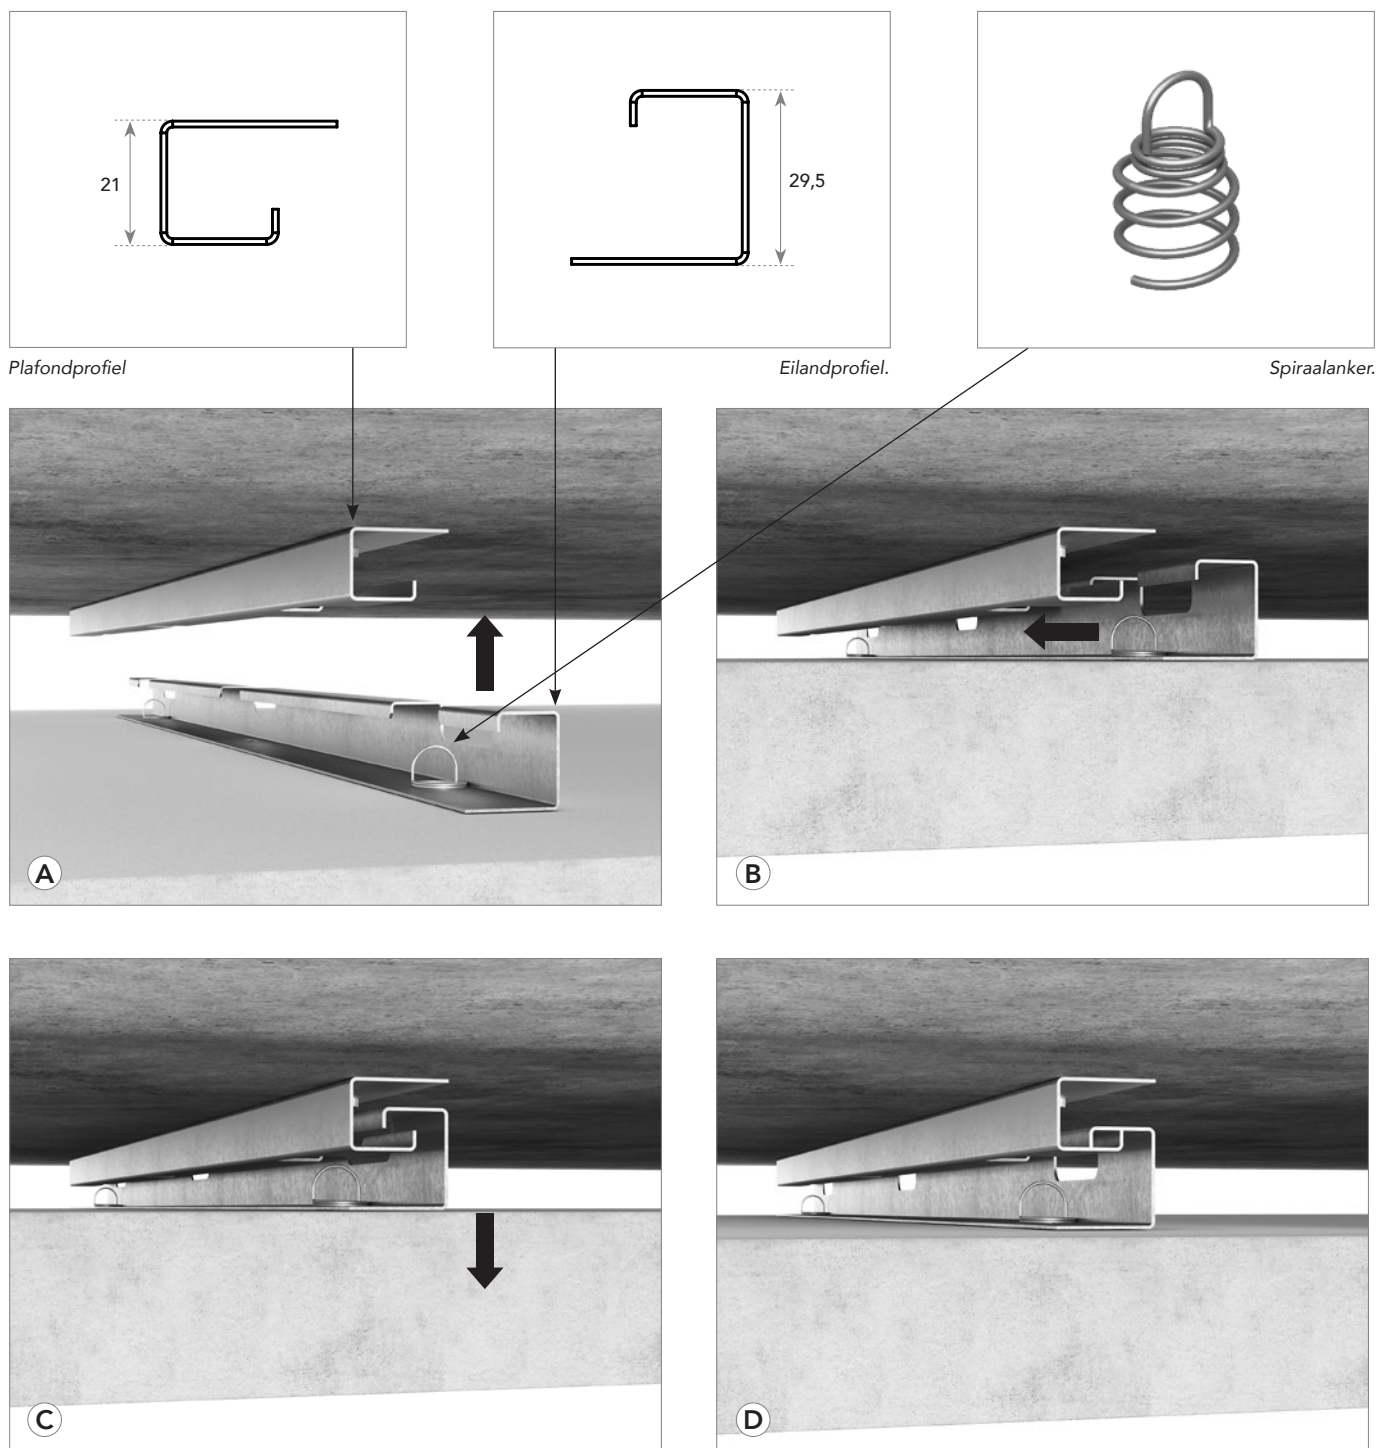 21
29,5
Plafondprofiel
Eilandprofiel.
Spiraalanker.
A
B
C
D